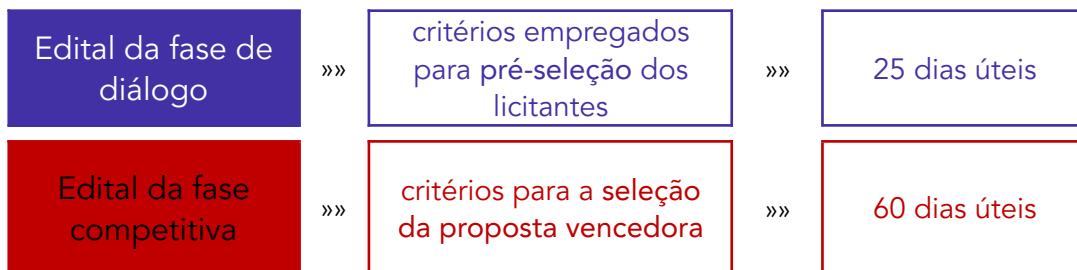 Edital da fase de
diálogo
»»
critérios empregados
para pré-seleção dos
licitantes
»»
25 dias úteis
Edital da fase
competitiva
»»
critérios para a seleção
da proposta vencedora
»»
60 dias úteis